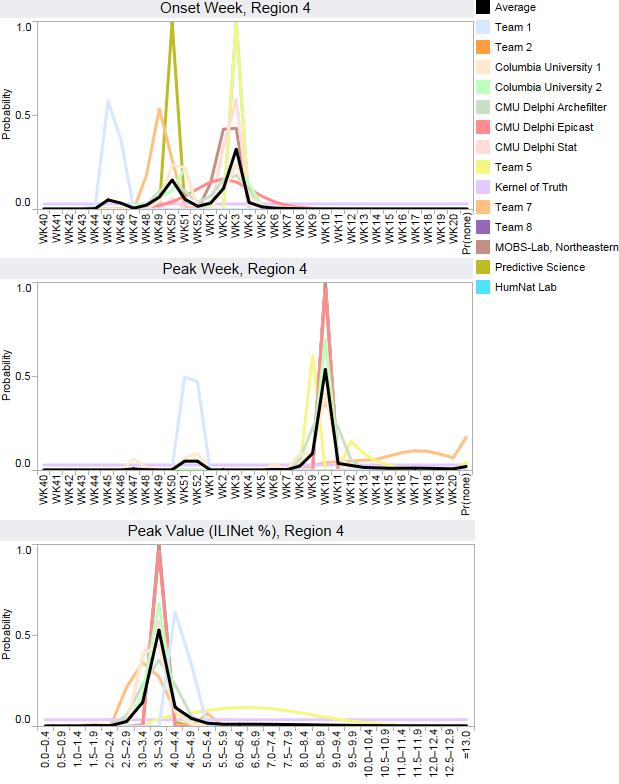 Onset Week, Region 4
1.0
0.5
0.0
Probability
WK40
WK41
WK42
WK43
WK44
WK45
WK46
WK47
WK48
WK49
WK50
WK51
WK52
WK1
WK2
WK3
WK4
WK5
WK6
WK7
WK8
WK9
WK10
WK11
WK12
WK13
WK14
WK15
WK16
WK17
WK18
WK19
WK20
Pr(none)
Average
Team 1
Team 2
Columbia University 1
Columbia University 2
CMU Delphi Archefilter
CMU Delphi Epicast
CMU Delphi Stat
Team 5
Kernel of Truth
Team 7
Team 8
MOBS-Lab, Northeastern
Predictive Science
HumNat Lab
Peak Week, Region 4
1.0
0.5
0.0
Probability
WK40
WK41
WK42
WK43
WK44
WK45
WK46
WK47
WK48
WK49
WK50
WK51
WK52
WK1
WK2
WK3
WK4
WK5
WK6
WK7
WK8
WK9
WK10
WK11
WK12
WK13
WK14
WK15
WK16
WK17
WK18
WK19
WK20
Pr(none)
Peak Value (ILINet %), Region 4
1.0
0.5
0.0
Probability
0.0–0.4
0.5–0.9
1.0–1.4
1.5–1.9
2.0–2.4
2.5–2.9
3.0–3.4
3.5–3.9
4.0–4.4
4.5–4.9
5.0–5.4
5.5–5.9
6.0–6.4
6.5–6.9
7.0–7.4
7.5–7.9
8.0–8.4
8.5–8.9
9.0–9.4
9.5–9.9
10.0–10.4
10.5–10.9
11.0–11.4
11.5–11.9
12.0–12.4
12.5–12.9
=13.0